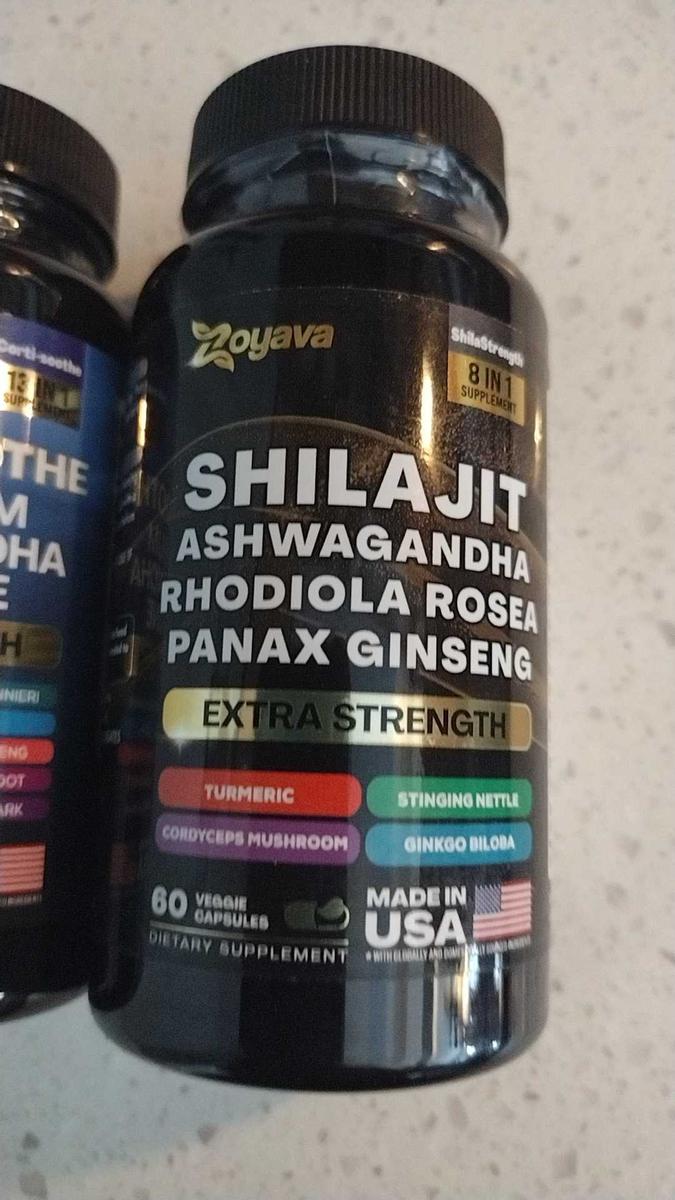 Corti-soothe
13 IN 1
SUPPLEMENT
Zoyava
ShilaStrength
8 IN 1
SUPPLEMENT
SHILAJIT
ASHWAGANDHA
RHODIOLA ROSEA
PANAX GINSENG
EXTRA STRENGTH
TURMERIC
STINGING NETTLE
CORDYCEPS MUSHROOM
GINKGO BILOBA
60 VEGGIE
CAPSULES
DIETARY SUPPLEMENT
MADE IN
USA